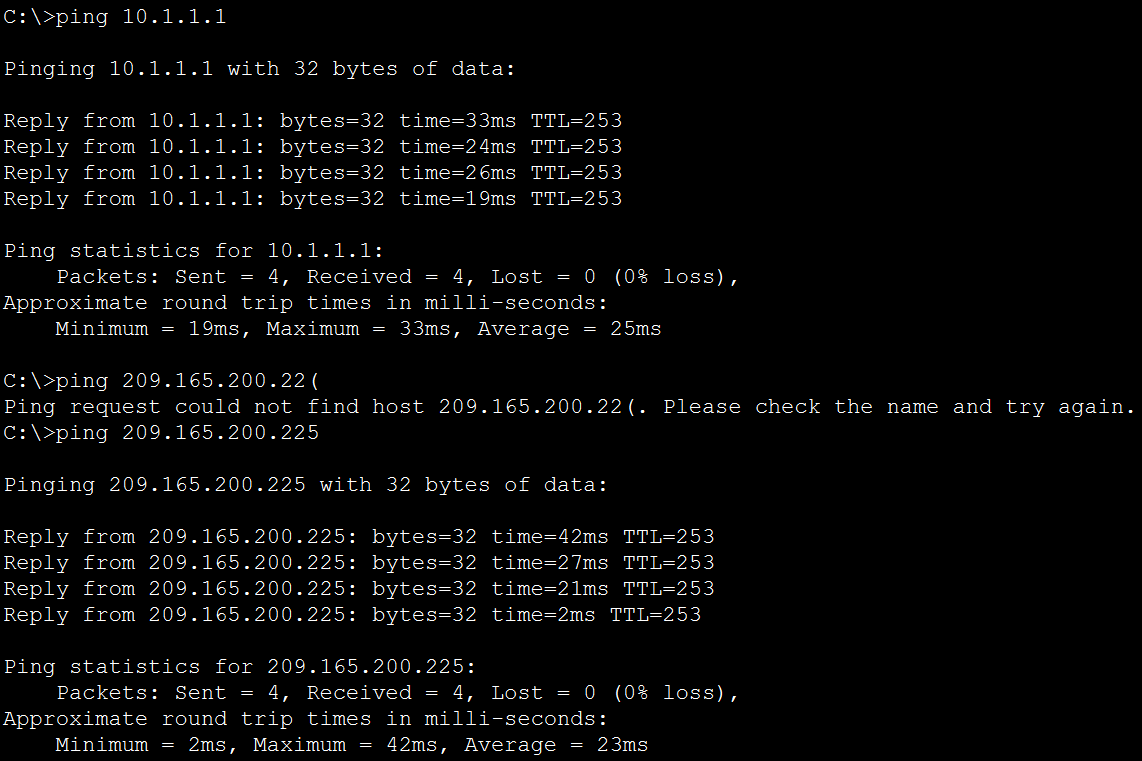 C:\>ping 10.1.1.1
Pinging 10.1.1.1 with 32 bytes of data:
Reply from 10.1.1.1: bytes=32 time=33ms TTL=253
Reply from 10.1.1.1: bytes=32 time=24ms TTL=253
Reply from 10.1.1.1: bytes=32 time=26ms TTL=253
Reply from 10.1.1.1: bytes=32 time=19ms TTL=253
Ping statistics for 10.1.1.1:
    Packets: Sent = 4, Received = 4, Lost = 0 (0% loss),
Approximate round trip times in milli-seconds:
    Minimum = 19ms, Maximum = 33ms, Average = 25ms
C:\>ping 209.165.200.22(
Ping request could not find host 209.165.200.22(. Please check the name and try again.
C:\>ping 209.165.200.225
Pinging 209.165.200.225 with 32 bytes of data:
Reply from 209.165.200.225: bytes=32 time=42ms TTL=253
Reply from 209.165.200.225: bytes=32 time=27ms TTL=253
Reply from 209.165.200.225: bytes=32 time=21ms TTL=253
Reply from 209.165.200.225: bytes=32 time=2ms TTL=253
Ping statistics for 209.165.200.225:
    Packets: Sent = 4, Received = 4, Lost = 0 (0% loss),
Approximate round trip times in milli-seconds:
    Minimum = 2ms, Maximum = 42ms, Average = 23ms